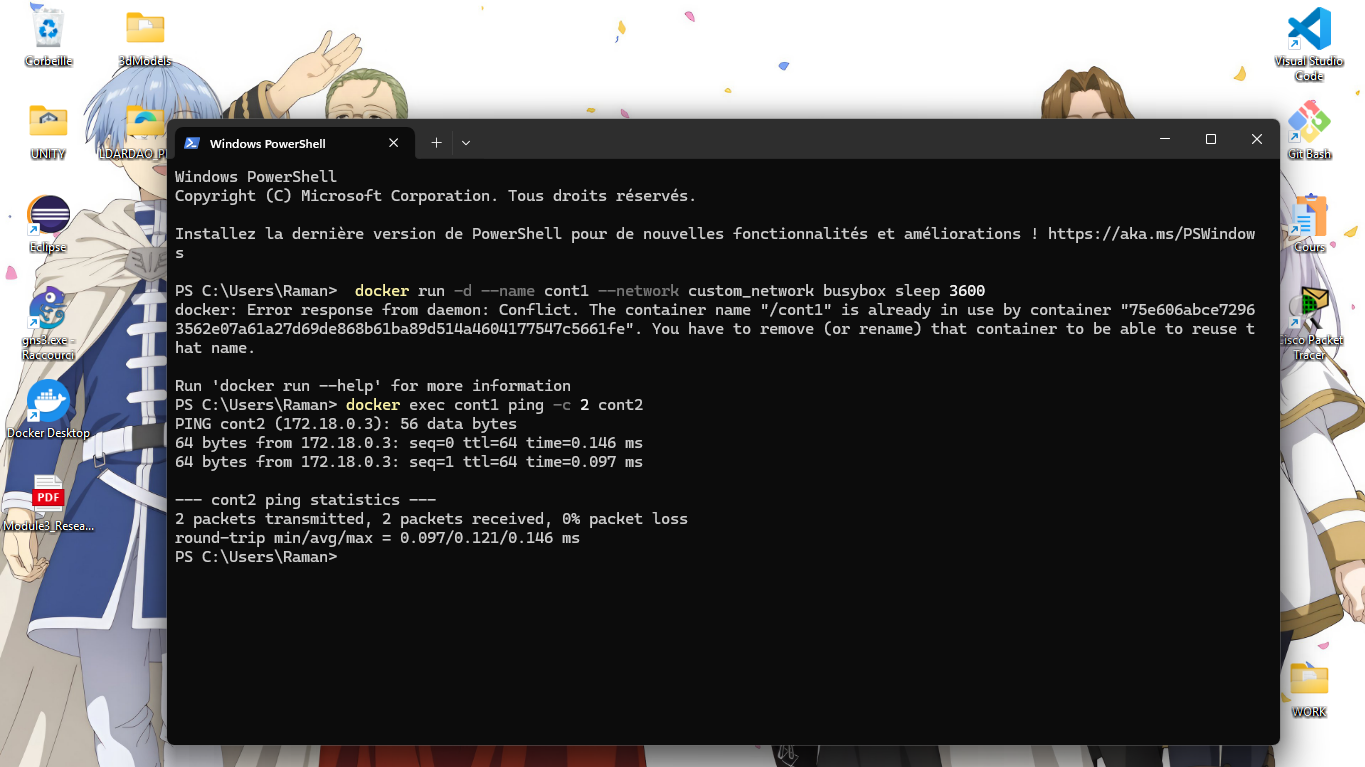 Corbeille
3dModels
Visual Studio
Code
UNITY
Git Bash
Eclipse
Cours
gns3.exe -
Raccourci
Cisco Packet
Tracer
Docker Desktop
PDF
Module3_Resea...
WORK
Windows PowerShell
Windows PowerShell
Copyright (C) Microsoft Corporation. Tous droits réservés.
Installez la dernière version de PowerShell pour de nouvelles fonctionnalités et améliorations ! https://aka.ms/PSWindow
s
PS C:\Users\Raman>  docker run -d --name cont1 --network custom_network busybox sleep 3600
docker: Error response from daemon: Conflict. The container name "/cont1" is already in use by container "75e606abce7296
3562e07a61a27d69de868b61ba89d514a4604177547c5661fe". You have to remove (or rename) that container to be able to reuse t
hat name.
Run 'docker run --help' for more information
PS C:\Users\Raman> docker exec cont1 ping -c 2 cont2
PING cont2 (172.18.0.3): 56 data bytes
64 bytes from 172.18.0.3: seq=0 ttl=64 time=0.146 ms
64 bytes from 172.18.0.3: seq=1 ttl=64 time=0.097 ms
--- cont2 ping statistics ---
2 packets transmitted, 2 packets received, 0% packet loss
round-trip min/avg/max = 0.097/0.121/0.146 ms
PS C:\Users\Raman>